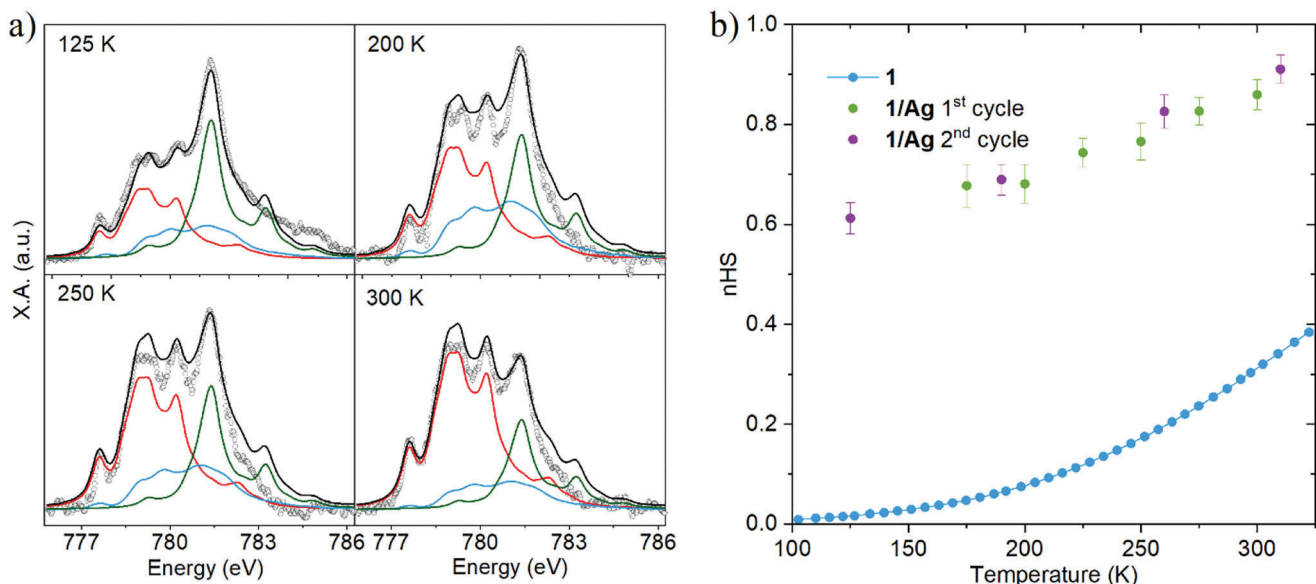 a)
125 K
200 K
250 K
300 K
X.A. (a.u.)
777 780 783 786 777 780 783 786
Energy (eV) Energy (eV)
b)
1.0
0.8
0.6
0.4
0.2
0.0
nHS
1
1/Ag 1st cycle
1/Ag 2nd cycle
100 150 200 250 300
Temperature (K)